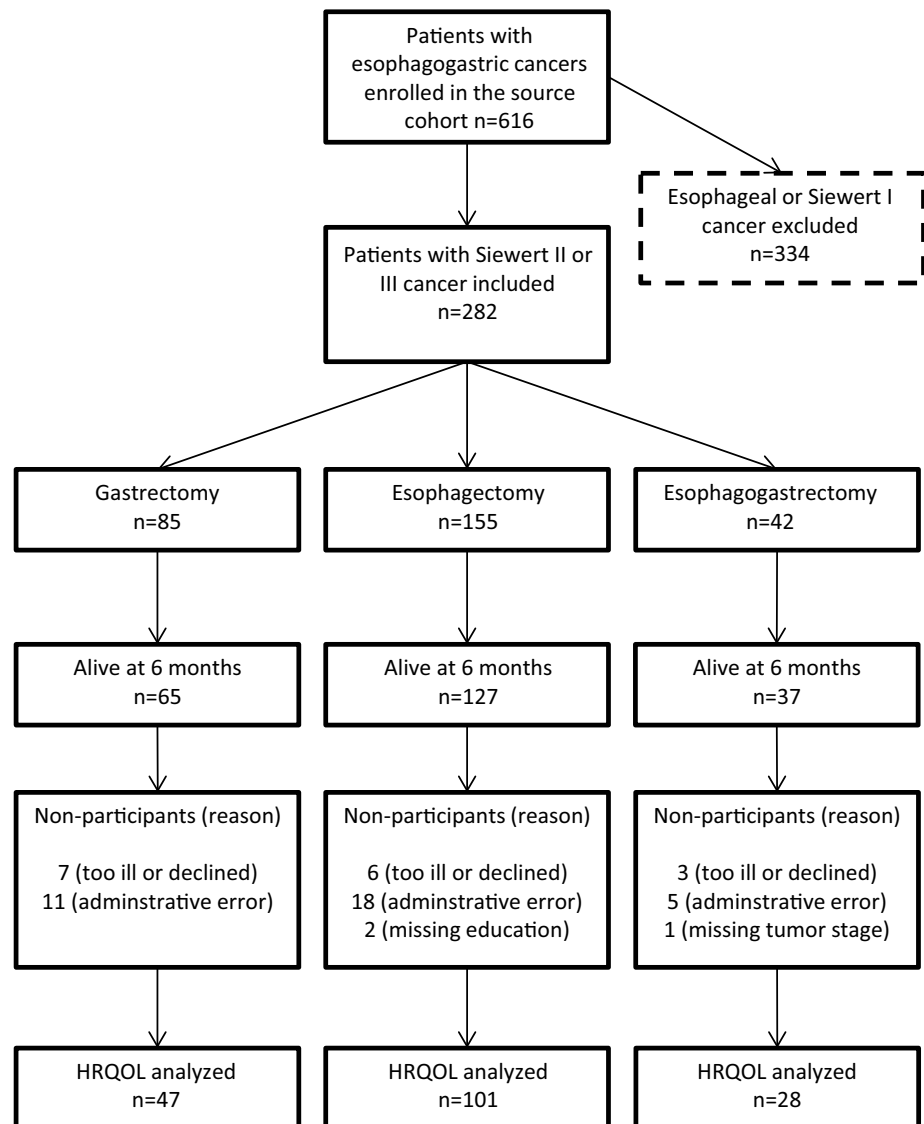 Patients with
esophagogastric cancers
enrolled in the source
cohort n=616
Esophageal or Siewert I
cancer excluded
n=334
Patients with Siewert II or
III cancer included
n=282
Gastrectomy
n=85
Esophagectomy
n=155
Esophagogastrectomy
n=42
Alive at 6 months
n=65
Alive at 6 months
n=127
Alive at 6 months
n=37
Non-participants (reason)
7 (too ill or declined)
11 (adminstrative error)
Non-participants (reason)
6 (too ill or declined)
18 (adminstrative error)
2 (missing education)
Non-participants (reason)
3 (too ill or declined)
5 (adminstrative error)
1 (missing tumor stage)
HRQOL analyzed
n=47
HRQOL analyzed
n=101
HRQOL analyzed
n=28